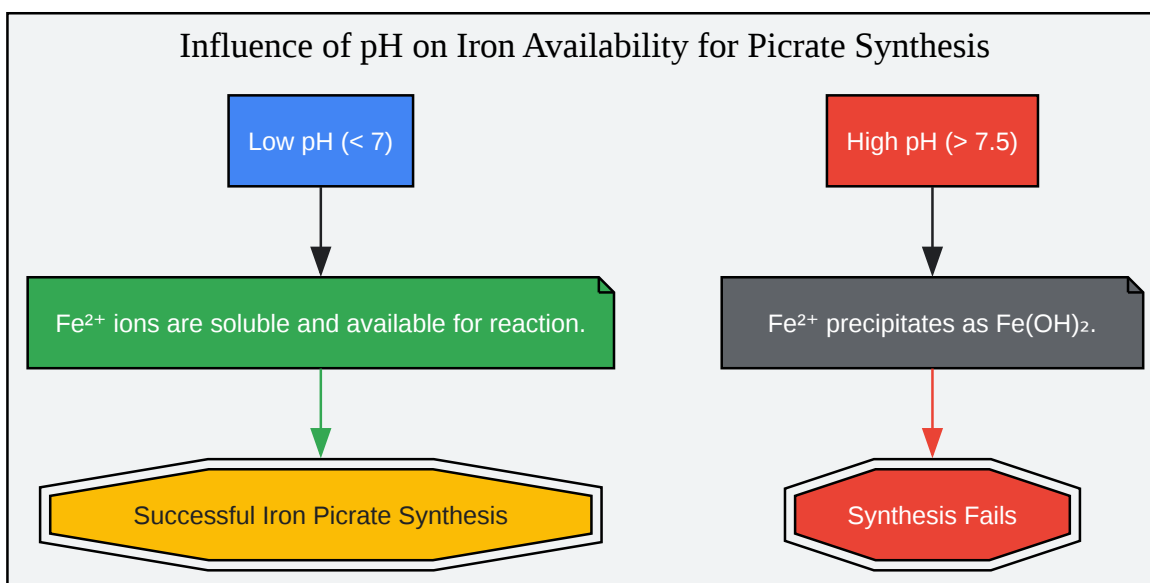 Influence of pH on Iron Availability for Picrate Synthesis
Low pH (< 7)
High pH (> 7.5)
Fe²⁺ ions are soluble and available for reaction.
Fe²⁺ precipitates as Fe(OH)₂.
Successful Iron Picrate Synthesis
Synthesis Fails